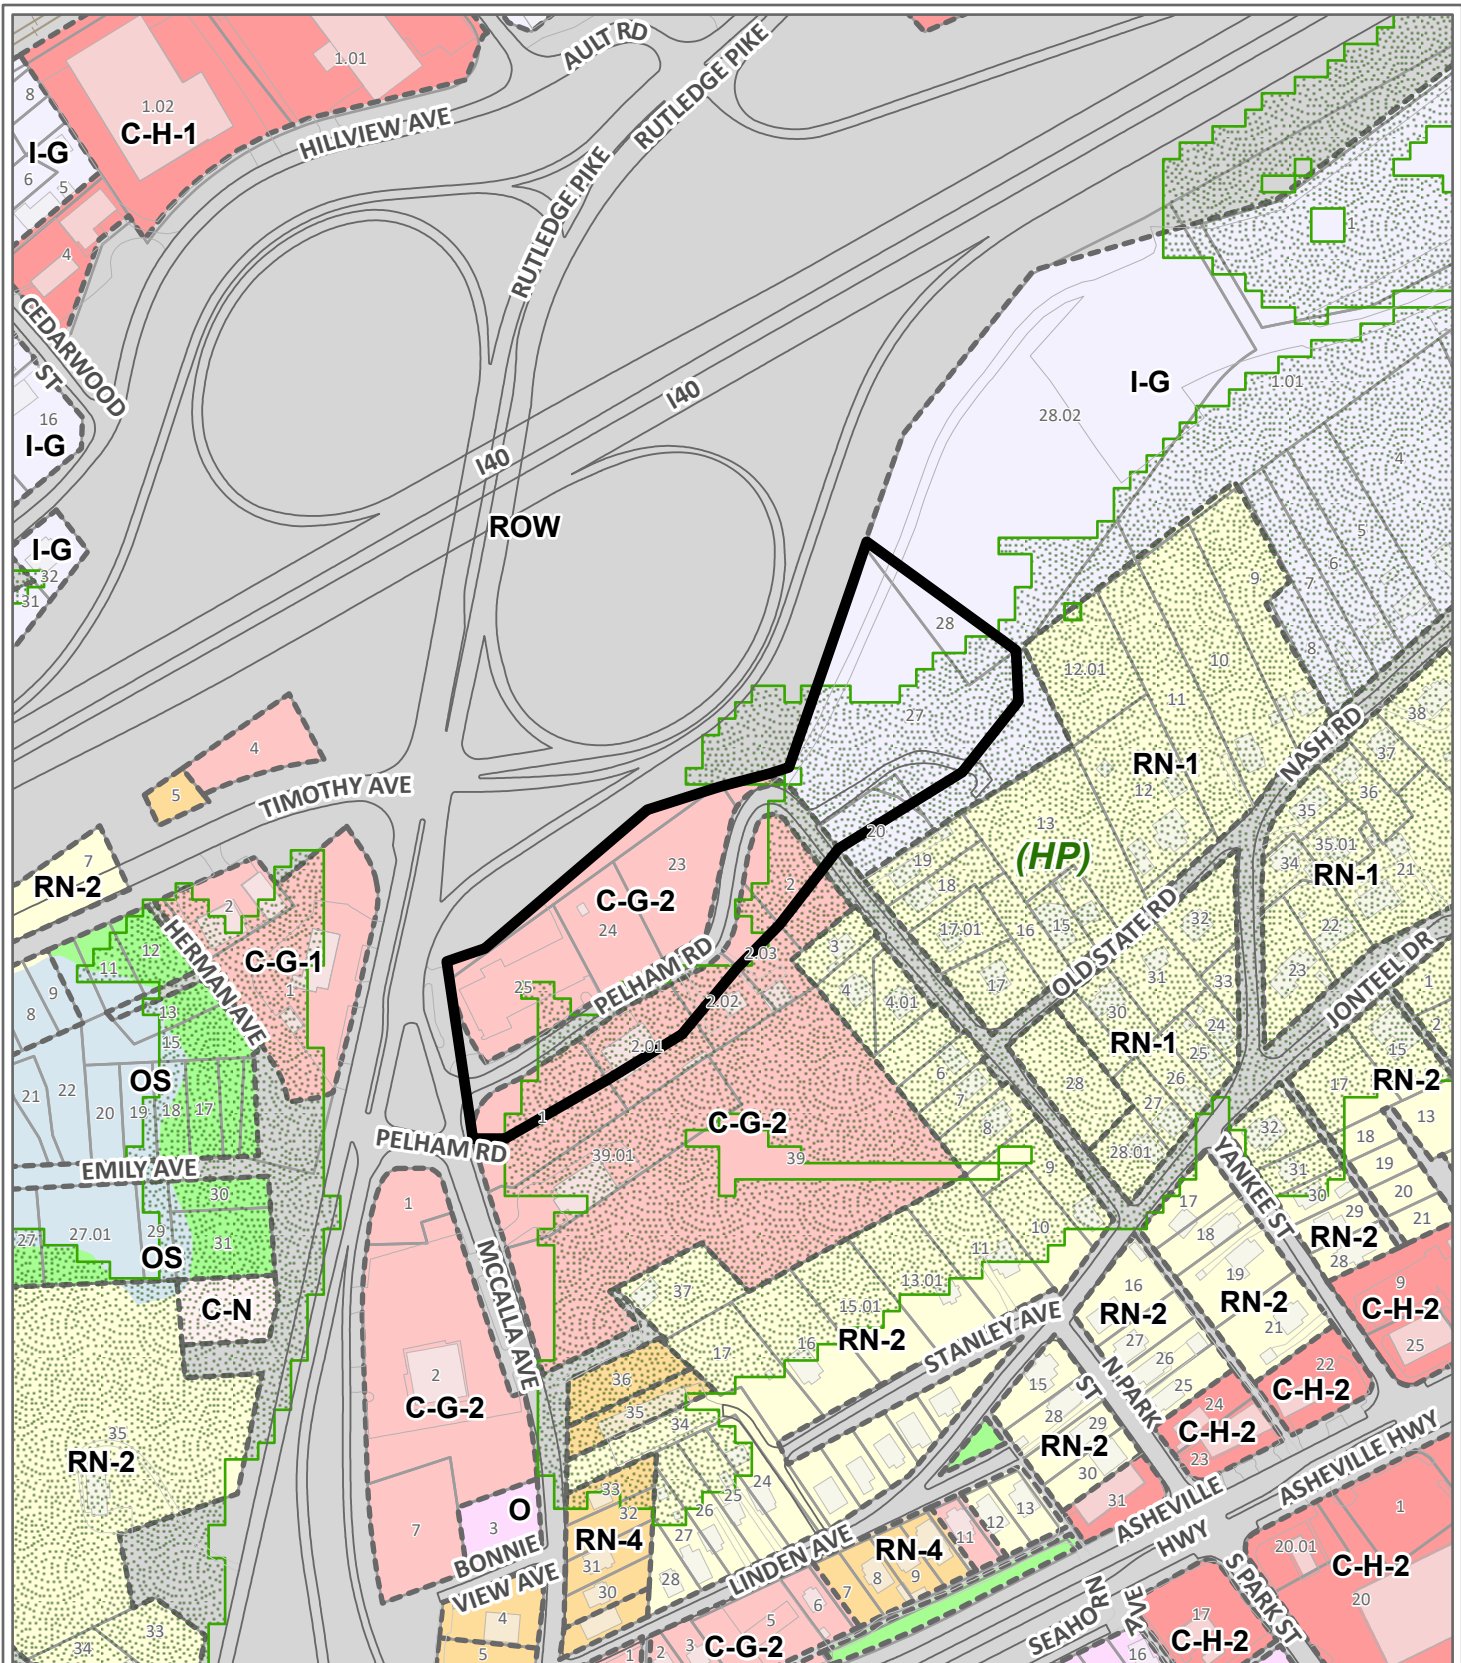 AULT RD
RUTLEDGE PIKE
1.01
8
1.02
C-H-1
HILLVIEW AVE
I-G
6
5
RUTLEDGE PIKE
4
1
CEDARWOOD
ST
I40
I-G
1.01
28.02
16
I-G
I40
4
ROW
5
I-G
6
32
9
7
31
28
8
10
12.01
11
27
38
4
NASH RD
37
RN-1
TIMOTHY AVE
5
12
36
35
13
20
35.01
7
(HP)
23
19
34
21
RN-2
2
18
RN-1
C-G-2
2
24
32
22
17.01
16
15
OLD STATE RD
12
HERMAN AVE
3
2.03
C-G-1
11
PELHAM RD
31
23
JONTEEL DR
17
33
1
9
25
1
4
4.01
2.02
8
13
30
24
2
15
2.01
RN-1
25
15
6
RN-2
OS
26
28
17
21
22
7
27
20
19
18
17
1
C-G-2
8
32
13
PELHAM RD
18
28.01
YANKEE ST
39.01
39
EMILY AVE
9
31
19
30
30
20
1
17
29
10
21
27.01
29
18
RN-2
27
31
11
28
OS
MCCALLA AVE
13.01
19
9
37
16
RN-2
C-N
15.01
RN-2
C-H-2
21
16
RN-2
27
25
17
STANLEY AVE
26
22
2
36
N PARK
ST
15
25
C-H-2
C-G-2
35
24
28
34
29
C-H-2
35
RN-2
ASHEVILLE HWY
RN-2
23
30
24
33
25
31
O
32
26
12
13
1
7
3
27
11
ASHEVILLE
HWY
RN-4
LINDEN AVE
RN-4
20.01
BONNIE
VIEW AVE
31
8
9
C-H-2
28
7
30
S PARK ST
20
4
6
SEAHORN
AVE
17
33
5
C-G-2
C-H-2
34
5
1
2
3
16